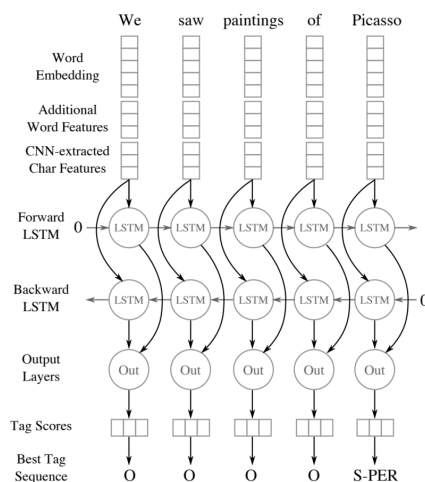 We saw paintings of Picasso
Word
Embedding
Additional
Word Features
CNN-extracted
Char Features
Forward
LSTM
0 LSTM LSTM LSTM LSTM LSTM
Backward
LSTM
LSTM LSTM LSTM LSTM LSTM 0
Output
Layers
Out Out Out Out Out
Tag Scores
Best Tag
Sequence
O O O O S-PER